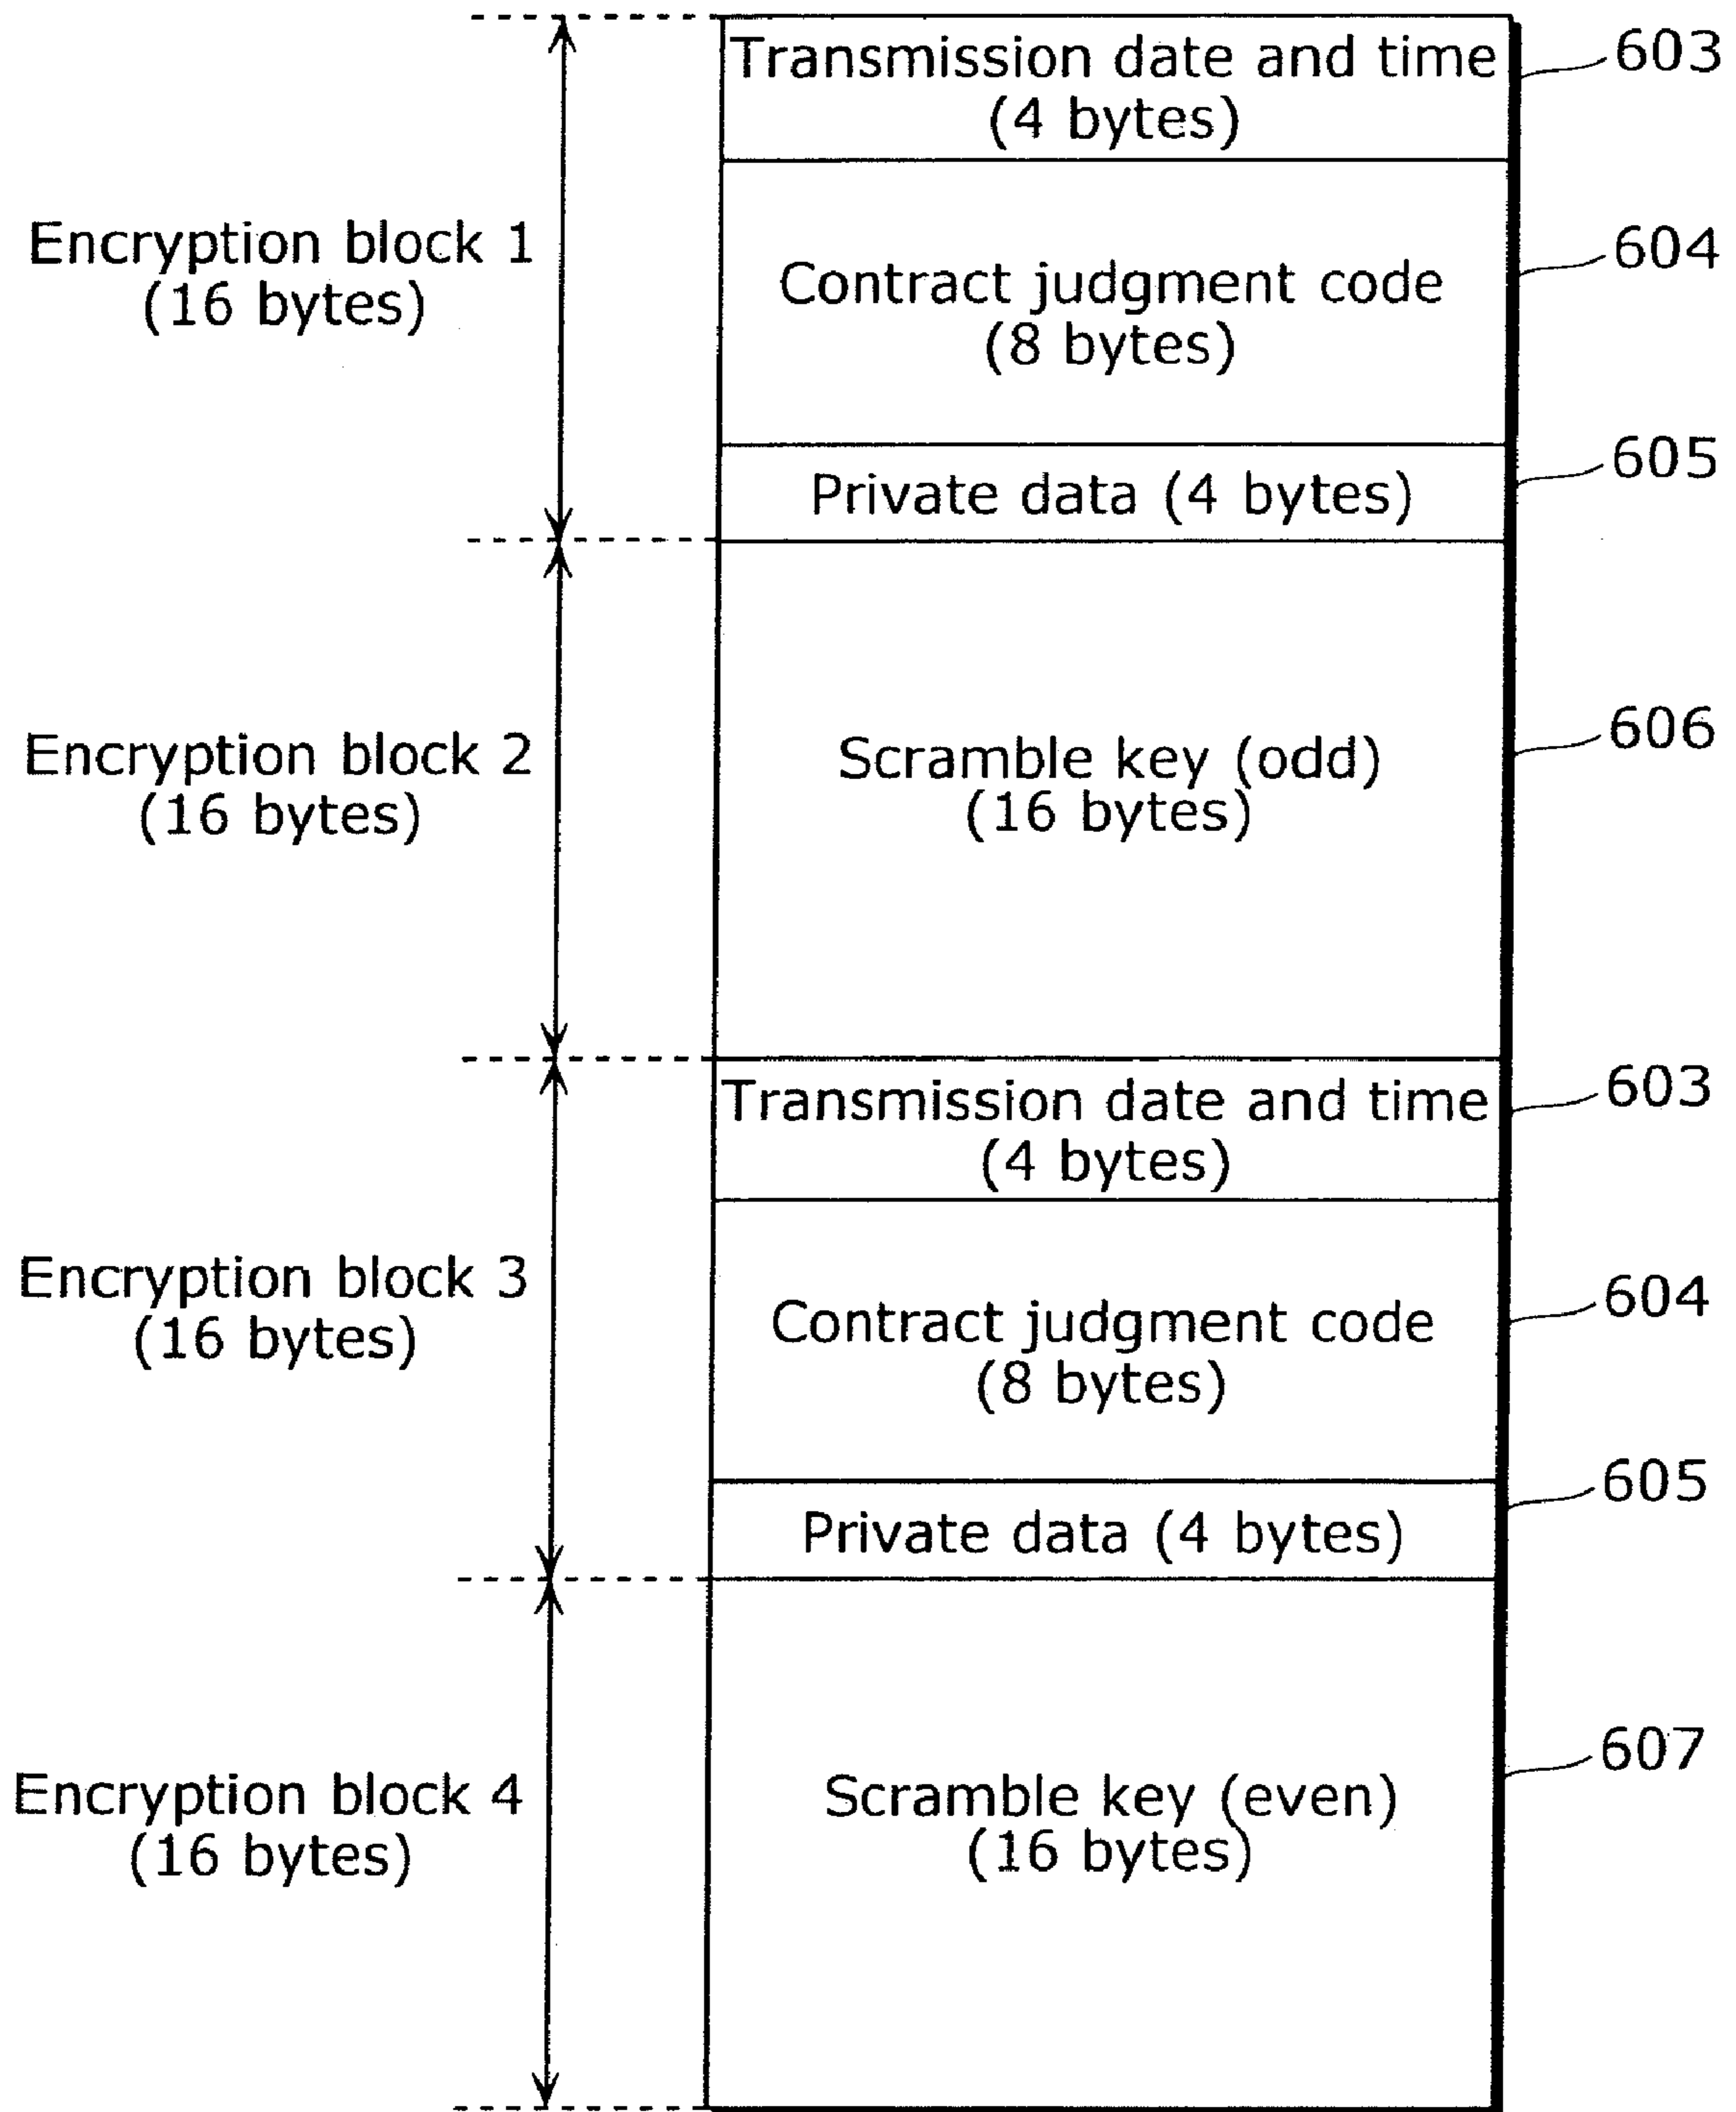 Transmission date and time
(4 bytes)
603
Encryption block 1
(16 bytes)
Contract judgment code
(8 bytes)
604
Private data (4 bytes)
605
Encryption block 2
(16 bytes)
Scramble key (odd)
(16 bytes)
606
Transmission date and time
(4 bytes)
603
Encryption block 3
(16 bytes)
Contract judgment code
(8 bytes)
604
Private data (4 bytes)
605
Encryption block 4
(16 bytes)
Scramble key (even)
(16 bytes)
607